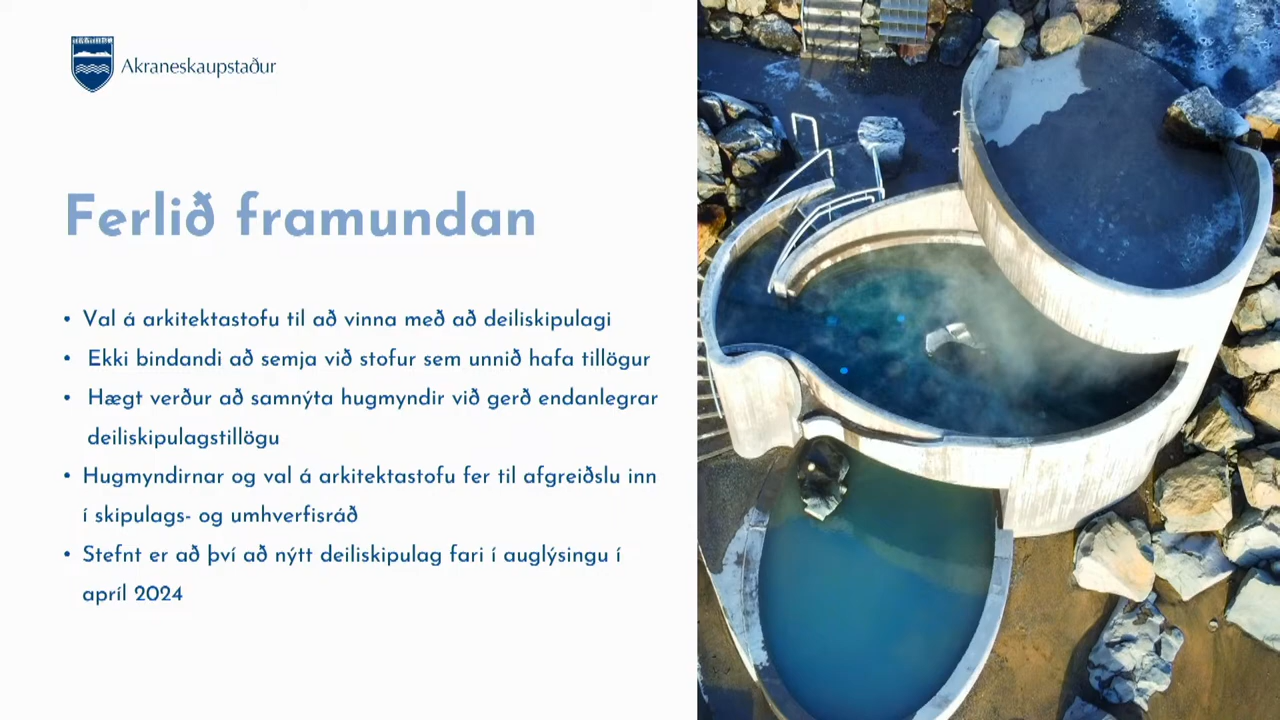 Akraneskaupstaður
Ferlið framundan
• Val á arkitektastofu til að vinna með að deiliskipulagi
• Ekki bindandi að semja við stofur sem unnið hafa tillögur
• Hægt verður að samnýta hugmyndir við gerð endanlegrar
deiliskipulagstillögu
• Hugmyndirnar og val á arkitektastofu fer til afgreiðslu inn
í skipulags- og umhverfisráð
• Stefnt er að því að nýtt deiliskipulag fari í auglýsingu í
apríl 2024